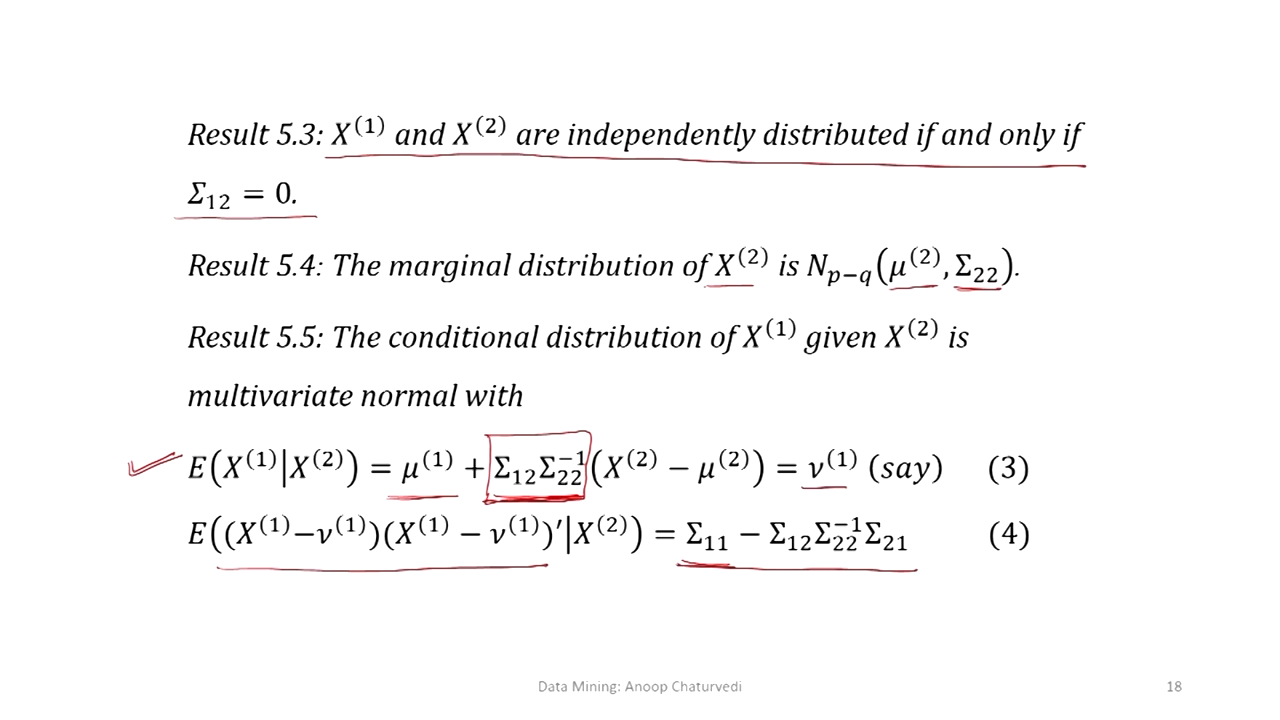 Result 5.3: X⁽¹⁾ and X⁽²⁾ are independently distributed if and only if
Σ₁₂ = 0.
Result 5.4: The marginal distribution of X⁽²⁾ is Nₚ₋q(μ⁽²⁾, Σ₂₂).
Result 5.5: The conditional distribution of X⁽¹⁾ given X⁽²⁾ is
multivariate normal with
E(X⁽¹⁾|X⁽²⁾) = μ⁽¹⁾ + Σ₁₂Σ₂₂⁻¹(X⁽²⁾ − μ⁽²⁾) = ν⁽¹⁾ (say) (3)
E((X⁽¹⁾−ν⁽¹⁾)(X⁽¹⁾ − ν⁽¹⁾)′|X⁽²⁾) = Σ₁₁ − Σ₁₂Σ₂₂⁻¹Σ₂₁ (4)
Data Mining: Anoop Chaturvedi 18